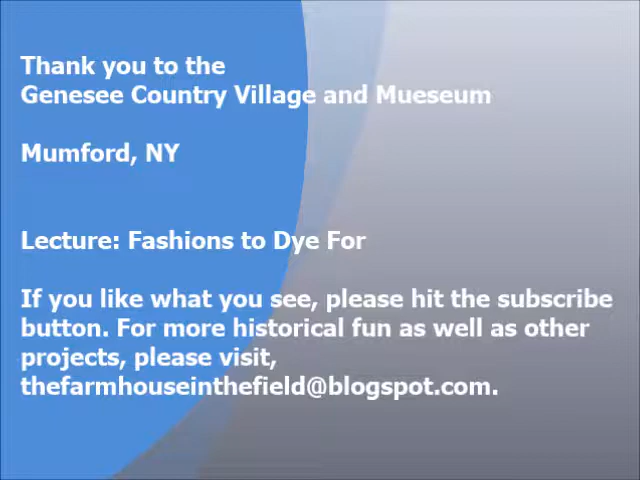 Thank you to the
Genesee Country Village and Mueseum
Mumford, NY
Lecture: Fashions to Dye For
If you like what you see, please hit the subscribe
button. For more historical fun as well as other
projects, please visit,
thefarmhouseinthefield@blogspot.com.